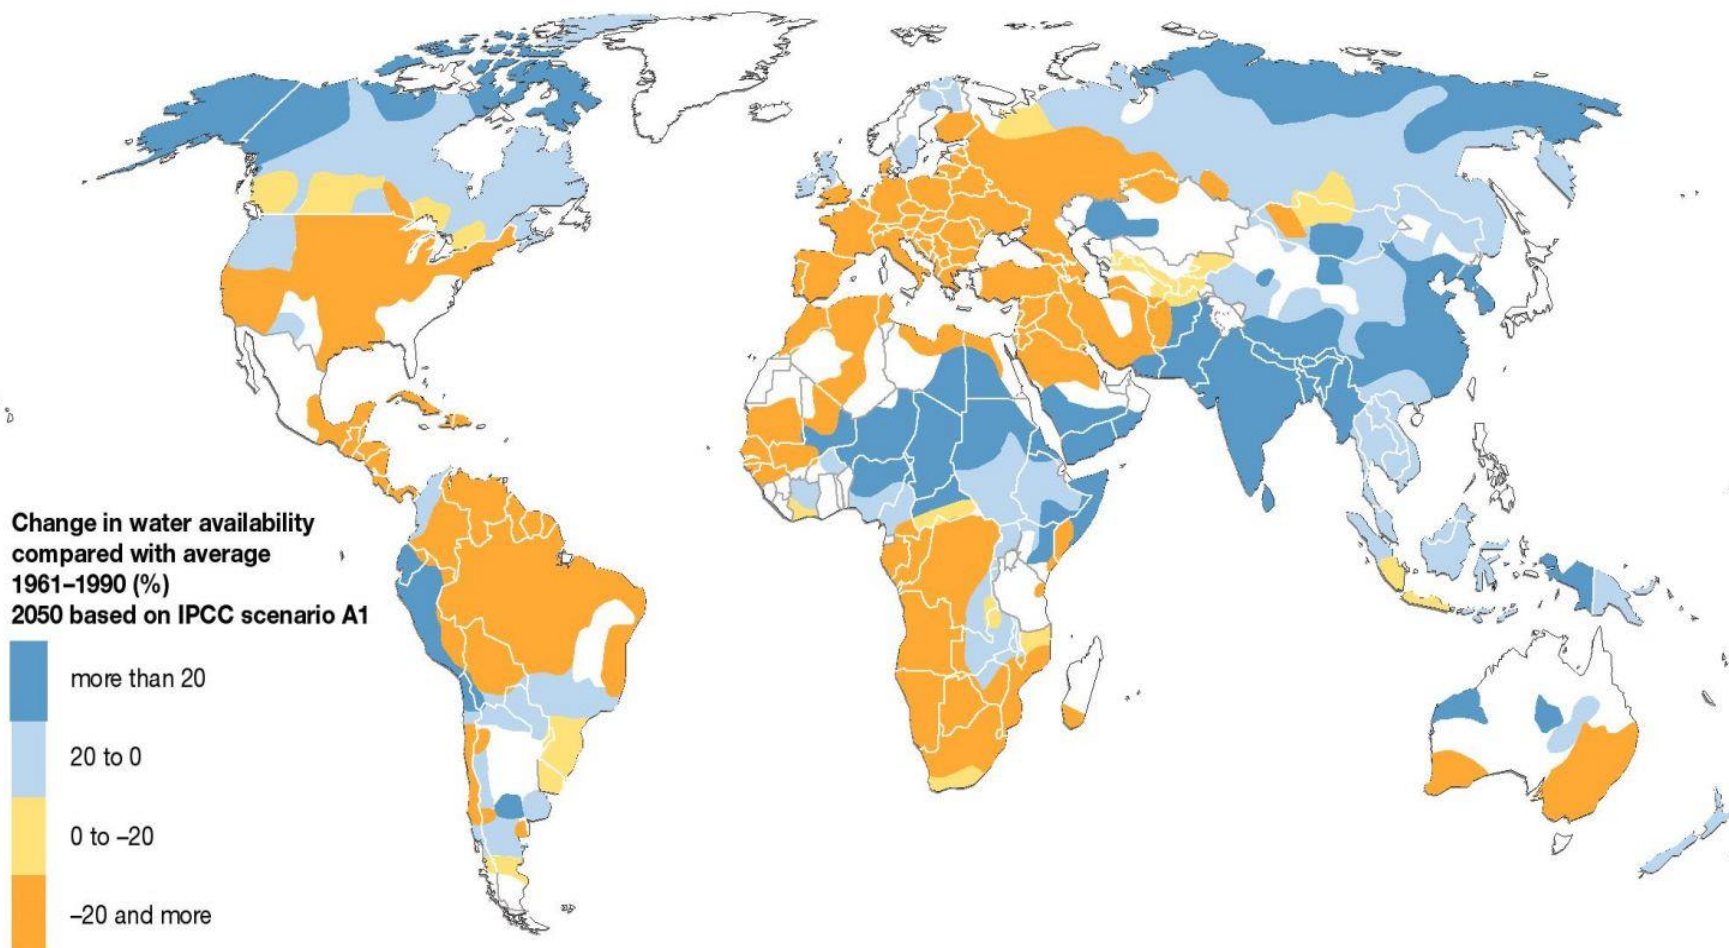 Change in water availability
compared with average
1961–1990 (%)
2050 based on IPCC scenario A1
more than 20
20 to 0
0 to –20
–20 and more